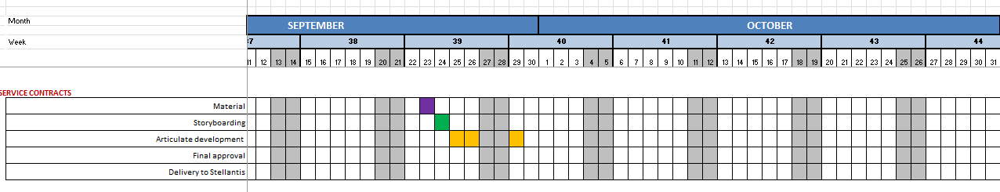 Month SEPTEMBER OCTOBER
Week 37 38 39 40 41 42 43 44
11 12 13 14 15 16 17 18 19 20 21 22 23 24 25 26 27 28 29 30 1 2 3 4 5 6 7 8 9 10 11 12 13 14 15 16 17 18 19 20 21 22 23 24 25 26 27 28 29 30 31
SERVICE CONTRACTS
Material
Storyboarding
Articulate development
Final approval
Delivery to Stellantis